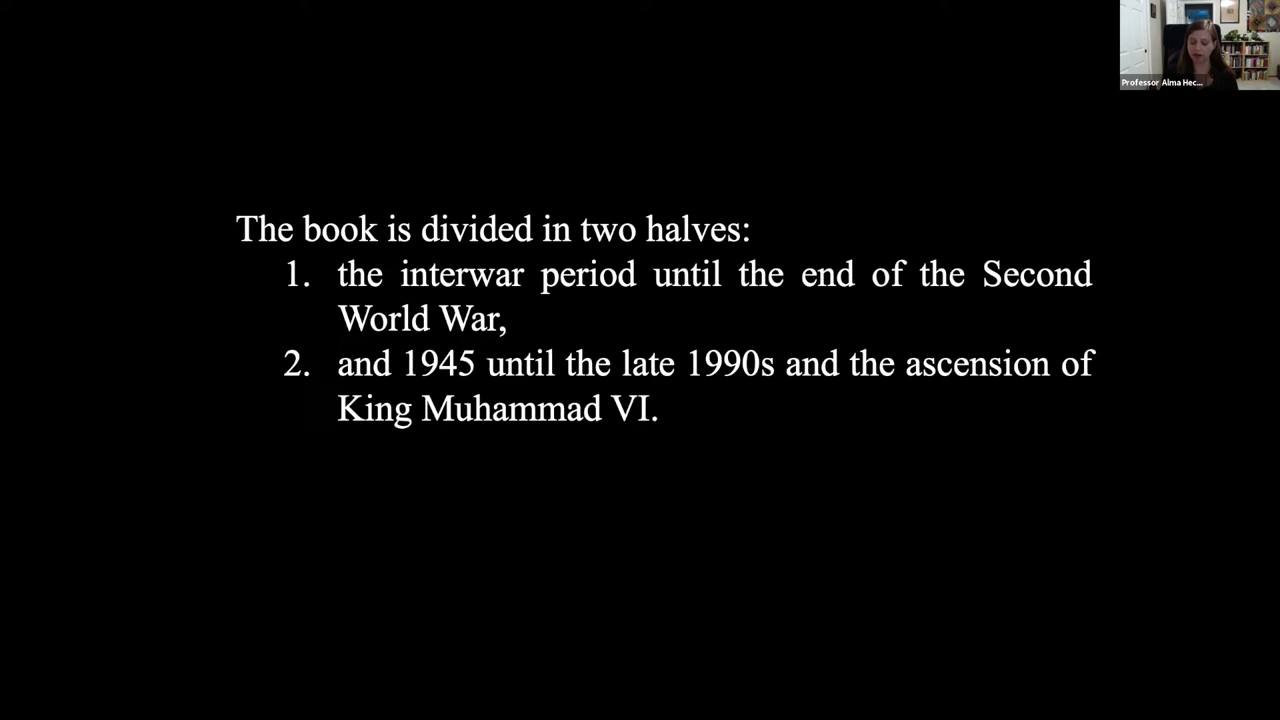 Professor Alma Hec...
The book is divided in two halves:
1. the interwar period until the end of the Second
World War,
2. and 1945 until the late 1990s and the ascension of
King Muhammad VI.